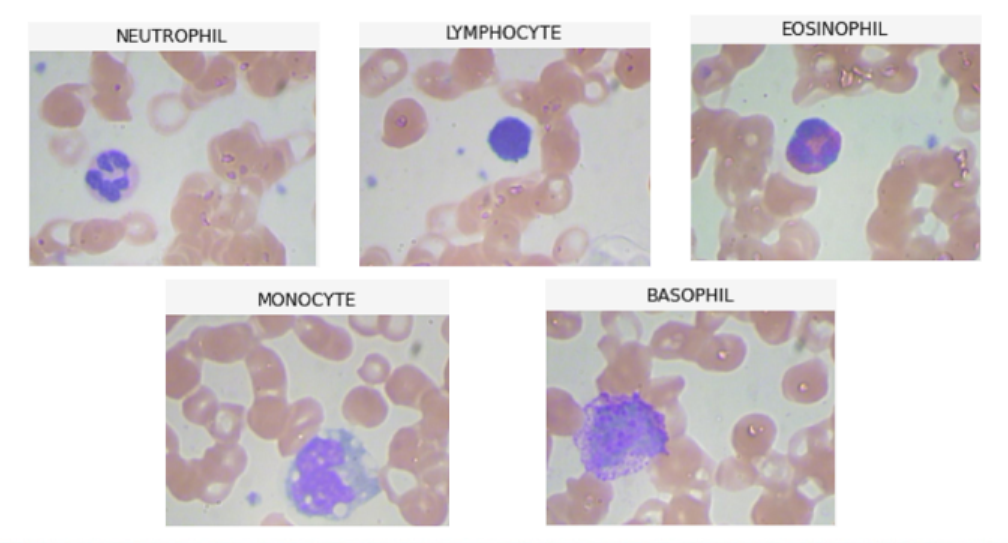 NEUTROPHIL
LYMPHOCYTE
EOSINOPHIL
MONOCYTE
BASOPHIL